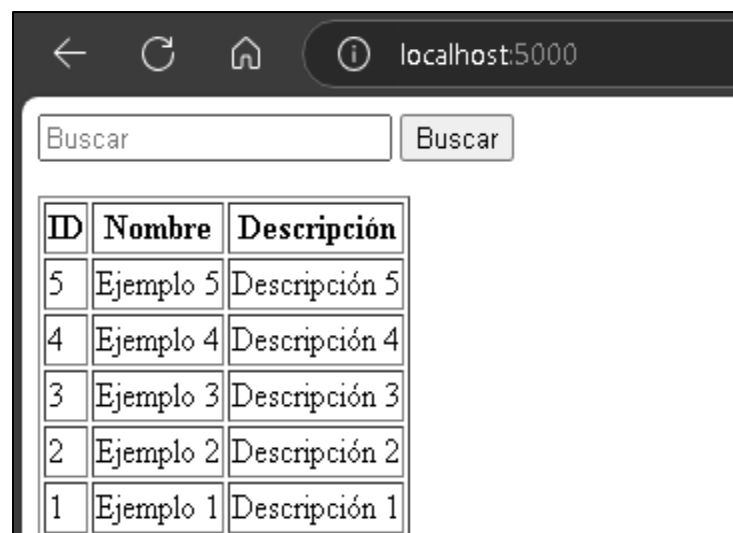 localhost:5000
Buscar Buscar
ID Nombre Descripción
5 Ejemplo 5 Descripción 5
4 Ejemplo 4 Descripción 4
3 Ejemplo 3 Descripción 3
2 Ejemplo 2 Descripción 2
1 Ejemplo 1 Descripción 1